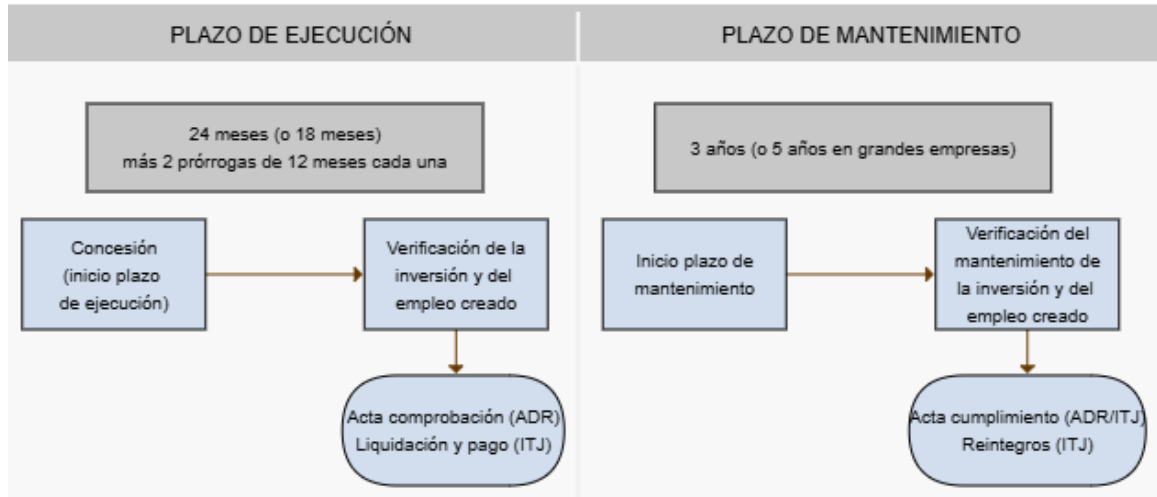 PLAZO DE EJECUCIÓN
PLAZO DE MANTENIMIENTO
24 meses (o 18 meses)
más 2 prórrogas de 12 meses cada una
3 años (o 5 años en grandes empresas)
Concesión
(inicio plazo
de ejecución)
Verificación de la
inversión y del
empleo creado
Inicio plazo de
mantenimiento
Verificación del
mantenimiento de
la inversión y del
empleo creado
Acta comprobación (ADR)
Liquidación y pago (ITJ)
Acta cumplimiento (ADR/ITJ)
Reintegros (ITJ)